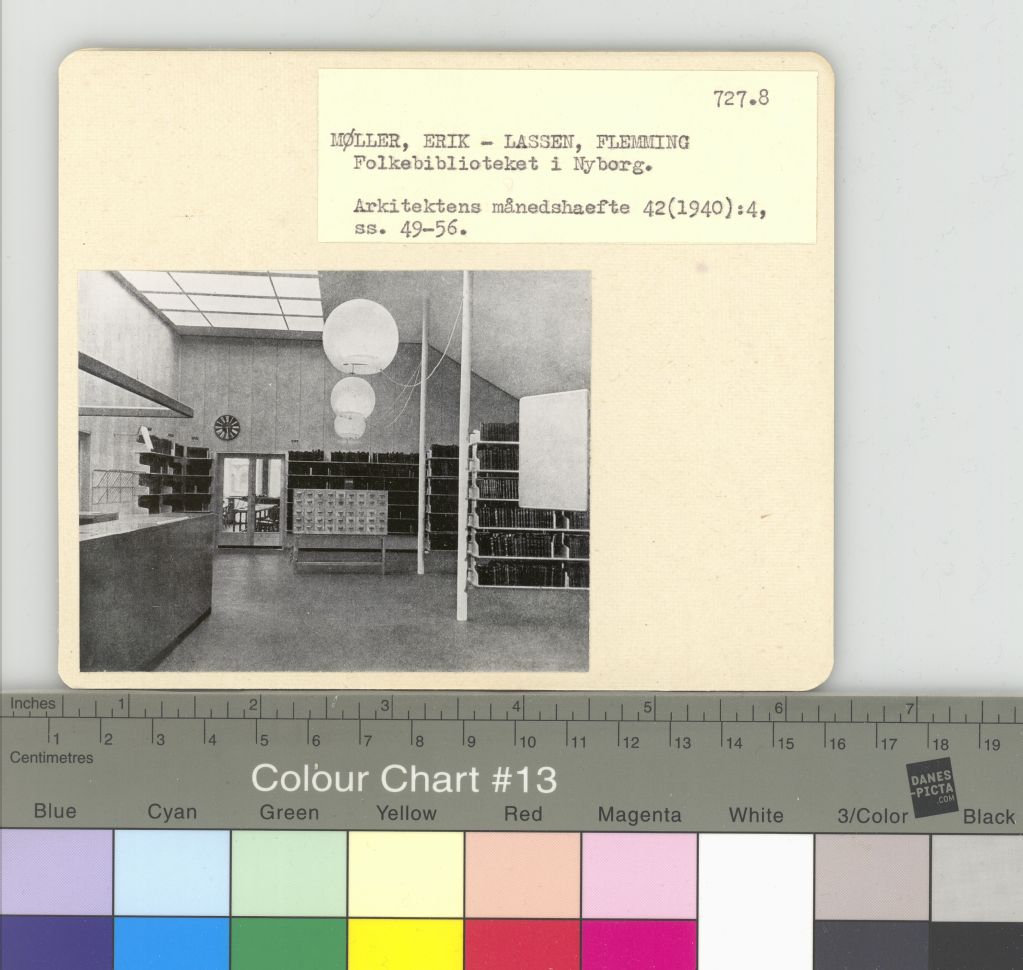 727.8
MØLLER, ERIK - LASSEN, FLEMMING
Folkebiblioteket i Nyborg.
Arkitektens månedshaefte 42(1940):4,
ss. 49-56.
Inches 1 2 3 4 5 6 7
1 2 3 4 5 6 7 8 9 10 11 12 13 14 15 16 17 18 19
Centimetres
Colour Chart #13
DANES
-PICTA
.COM
Blue Cyan Green Yellow Red Magenta White 3/Color Black